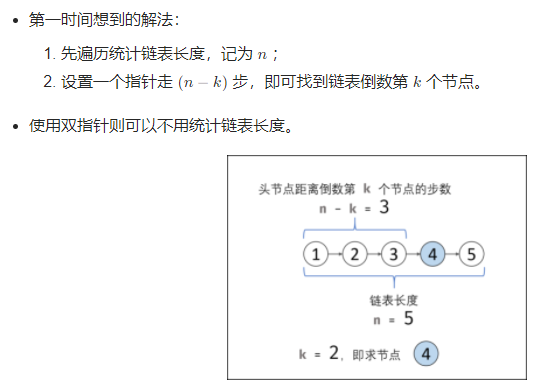 第一时间想到的解法：
1. 先遍历统计链表长度，记为 n ；
2. 设置一个指针走 (n − k) 步，即可找到链表倒数第 k 个节点。
使用双指针则可以不用统计链表长度。
头节点距离倒数第 k 个节点的步数
n - k = 3
1 2 3 4 5
链表长度
n = 5
k = 2，即求节点 4